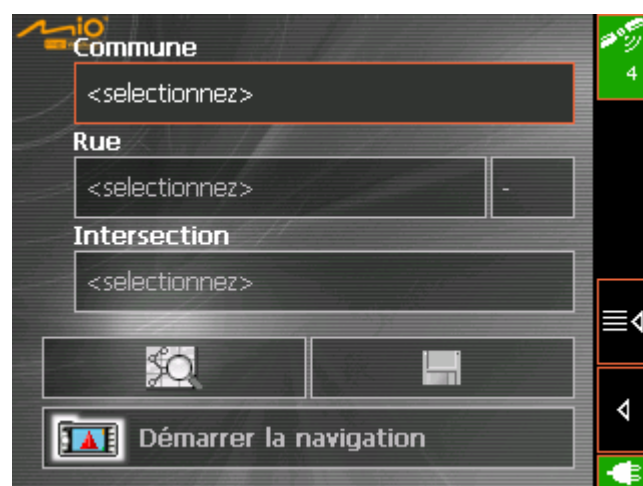 mio
Commune
<selectionnez>
4
Rue
<selectionnez> -
Intersection
<selectionnez>
Démarrer la navigation